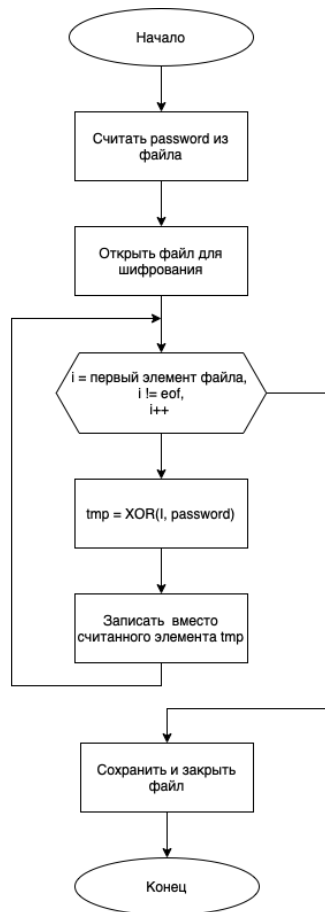 Начало
Считать password из
файла
Открыть файл для
шифрования
i = первый элемент файла,
i != eof,
i++
tmp = XOR(I, password)
Записать вместо
считанного элемента tmp
Сохранить и закрыть
файл
Конец